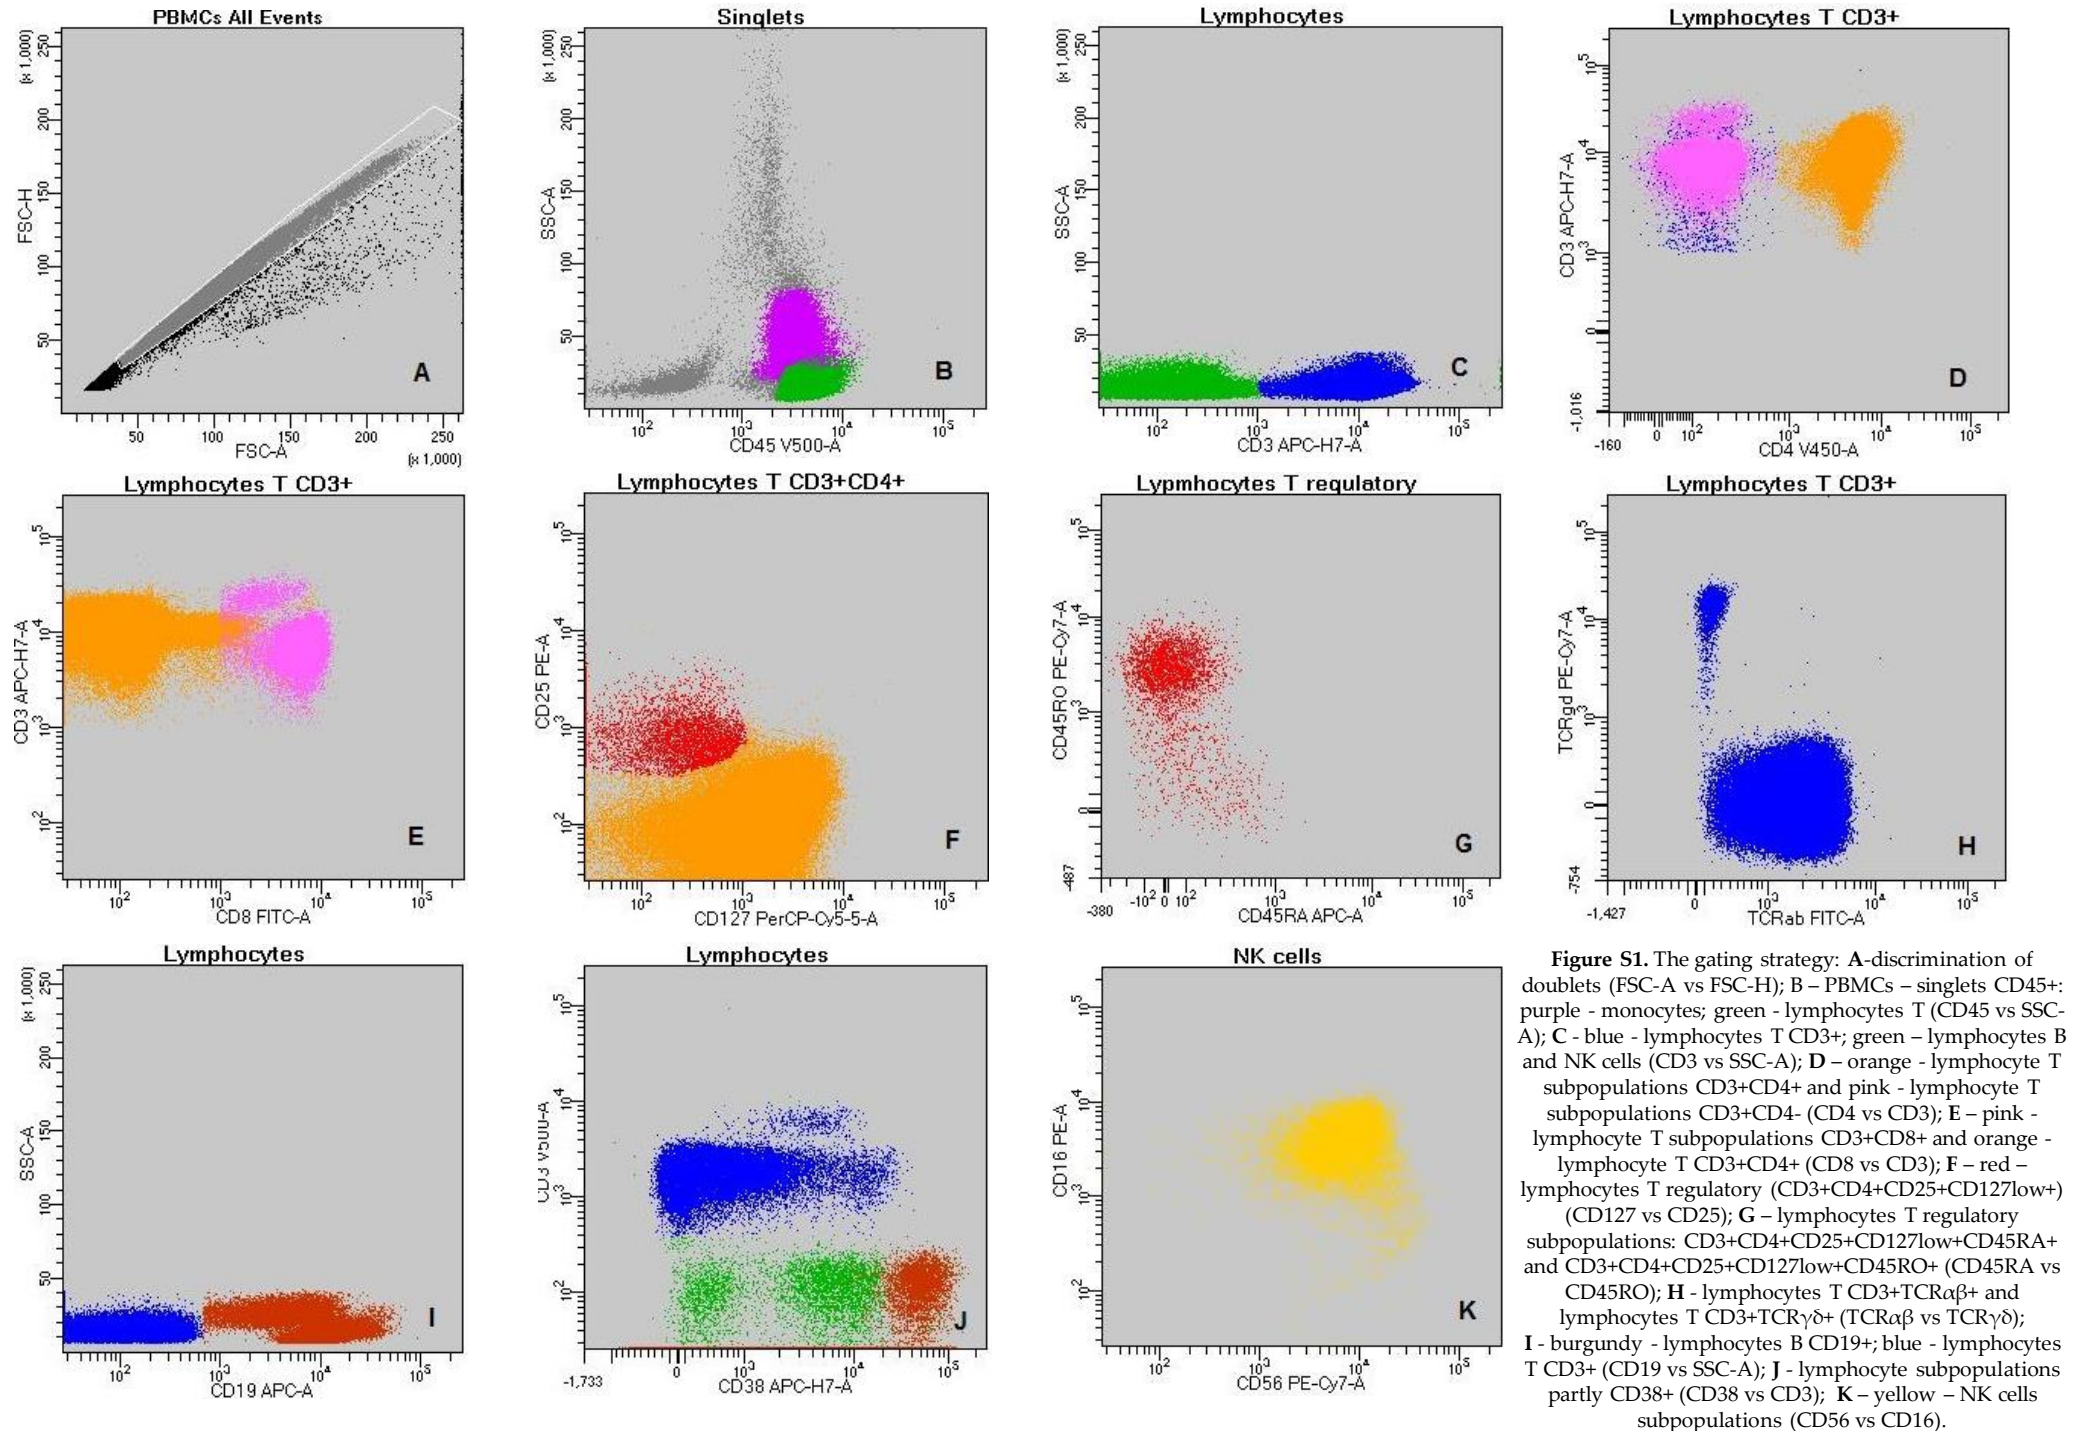 PBMCs All Events
(x 1,000)
250
200
150
100
50
FSC-H
A
50 100 150 200 250
FSC-A
(x 1,000)
Singlets
(x 1,000)
250
200
150
100
50
SSC-A
B
10² 10³ 10⁴ 10⁵
CD45 V500-A
Lymphocytes
(x 1,000)
250
200
150
100
50
SSC-A
C
10² 10³ 10⁴ 10⁵
CD3 APC-H7-A
Lymphocytes T CD3+
10⁵
10⁴
10³
0
-1,016
CD3 APC-H7-A
D
-160 0 10² 10³ 10⁴ 10⁵
CD4 V450-A
Lymphocytes T CD3+
10⁵
10⁴
10³
10²
CD3 APC-H7-A
E
10² 10³ 10⁴ 10⁵
CD8 FITC-A
Lymphocytes T CD3+CD4+
10⁵
10⁴
10³
10²
CD25 PE-A
F
10² 10³ 10⁴ 10⁵
CD127 PerCP-Cy5-5-A
Lypmhocytes T regulatory
10⁵
10⁴
10³
0
-487
CD45RO PE-Cy7-A
G
-380 -10² 0 10² 10³ 10⁴ 10⁵
CD45RA APC-A
Lymphocytes T CD3+
10⁵
10⁴
10³
0
-754
TCRgd PE-Cy7-A
H
-1,427 0 10³ 10⁴ 10⁵
TCRab FITC-A
Lymphocytes
(x 1,000)
250
200
150
100
50
SSC-A
I
10² 10³ 10⁴ 10⁵
CD19 APC-A
Lymphocytes
10⁵
10⁴
10³
10²
CD3 V500-A
J
-1,733 0 10³ 10⁴ 10⁵
CD38 APC-H7-A
NK cells
10⁵
10⁴
10³
10²
CD16 PE-A
K
10² 10³ 10⁴ 10⁵
CD56 PE-Cy7-A
Figure S1. The gating strategy: A-discrimination of
doublets (FSC-A vs FSC-H); B – PBMCs – singlets CD45+:
purple - monocytes; green - lymphocytes T (CD45 vs SSC-
A); C - blue - lymphocytes T CD3+; green – lymphocytes B
and NK cells (CD3 vs SSC-A); D – orange - lymphocyte T
subpopulations CD3+CD4+ and pink - lymphocyte T
subpopulations CD3+CD4- (CD4 vs CD3); E – pink -
lymphocyte T subpopulations CD3+CD8+ and orange -
lymphocyte T CD3+CD4+ (CD8 vs CD3); F – red –
lymphocytes T regulatory (CD3+CD4+CD25+CD127low+)
(CD127 vs CD25); G – lymphocytes T regulatory
subpopulations: CD3+CD4+CD25+CD127low+CD45RA+
and CD3+CD4+CD25+CD127low+CD45RO+ (CD45RA vs
CD45RO); H - lymphocytes T CD3+TCRαβ+ and
lymphocytes T CD3+TCRγδ+ (TCRαβ vs TCRγδ);
I - burgundy - lymphocytes B CD19+; blue - lymphocytes
T CD3+ (CD19 vs SSC-A); J - lymphocyte subpopulations
partly CD38+ (CD38 vs CD3); K – yellow – NK cells
subpopulations (CD56 vs CD16).